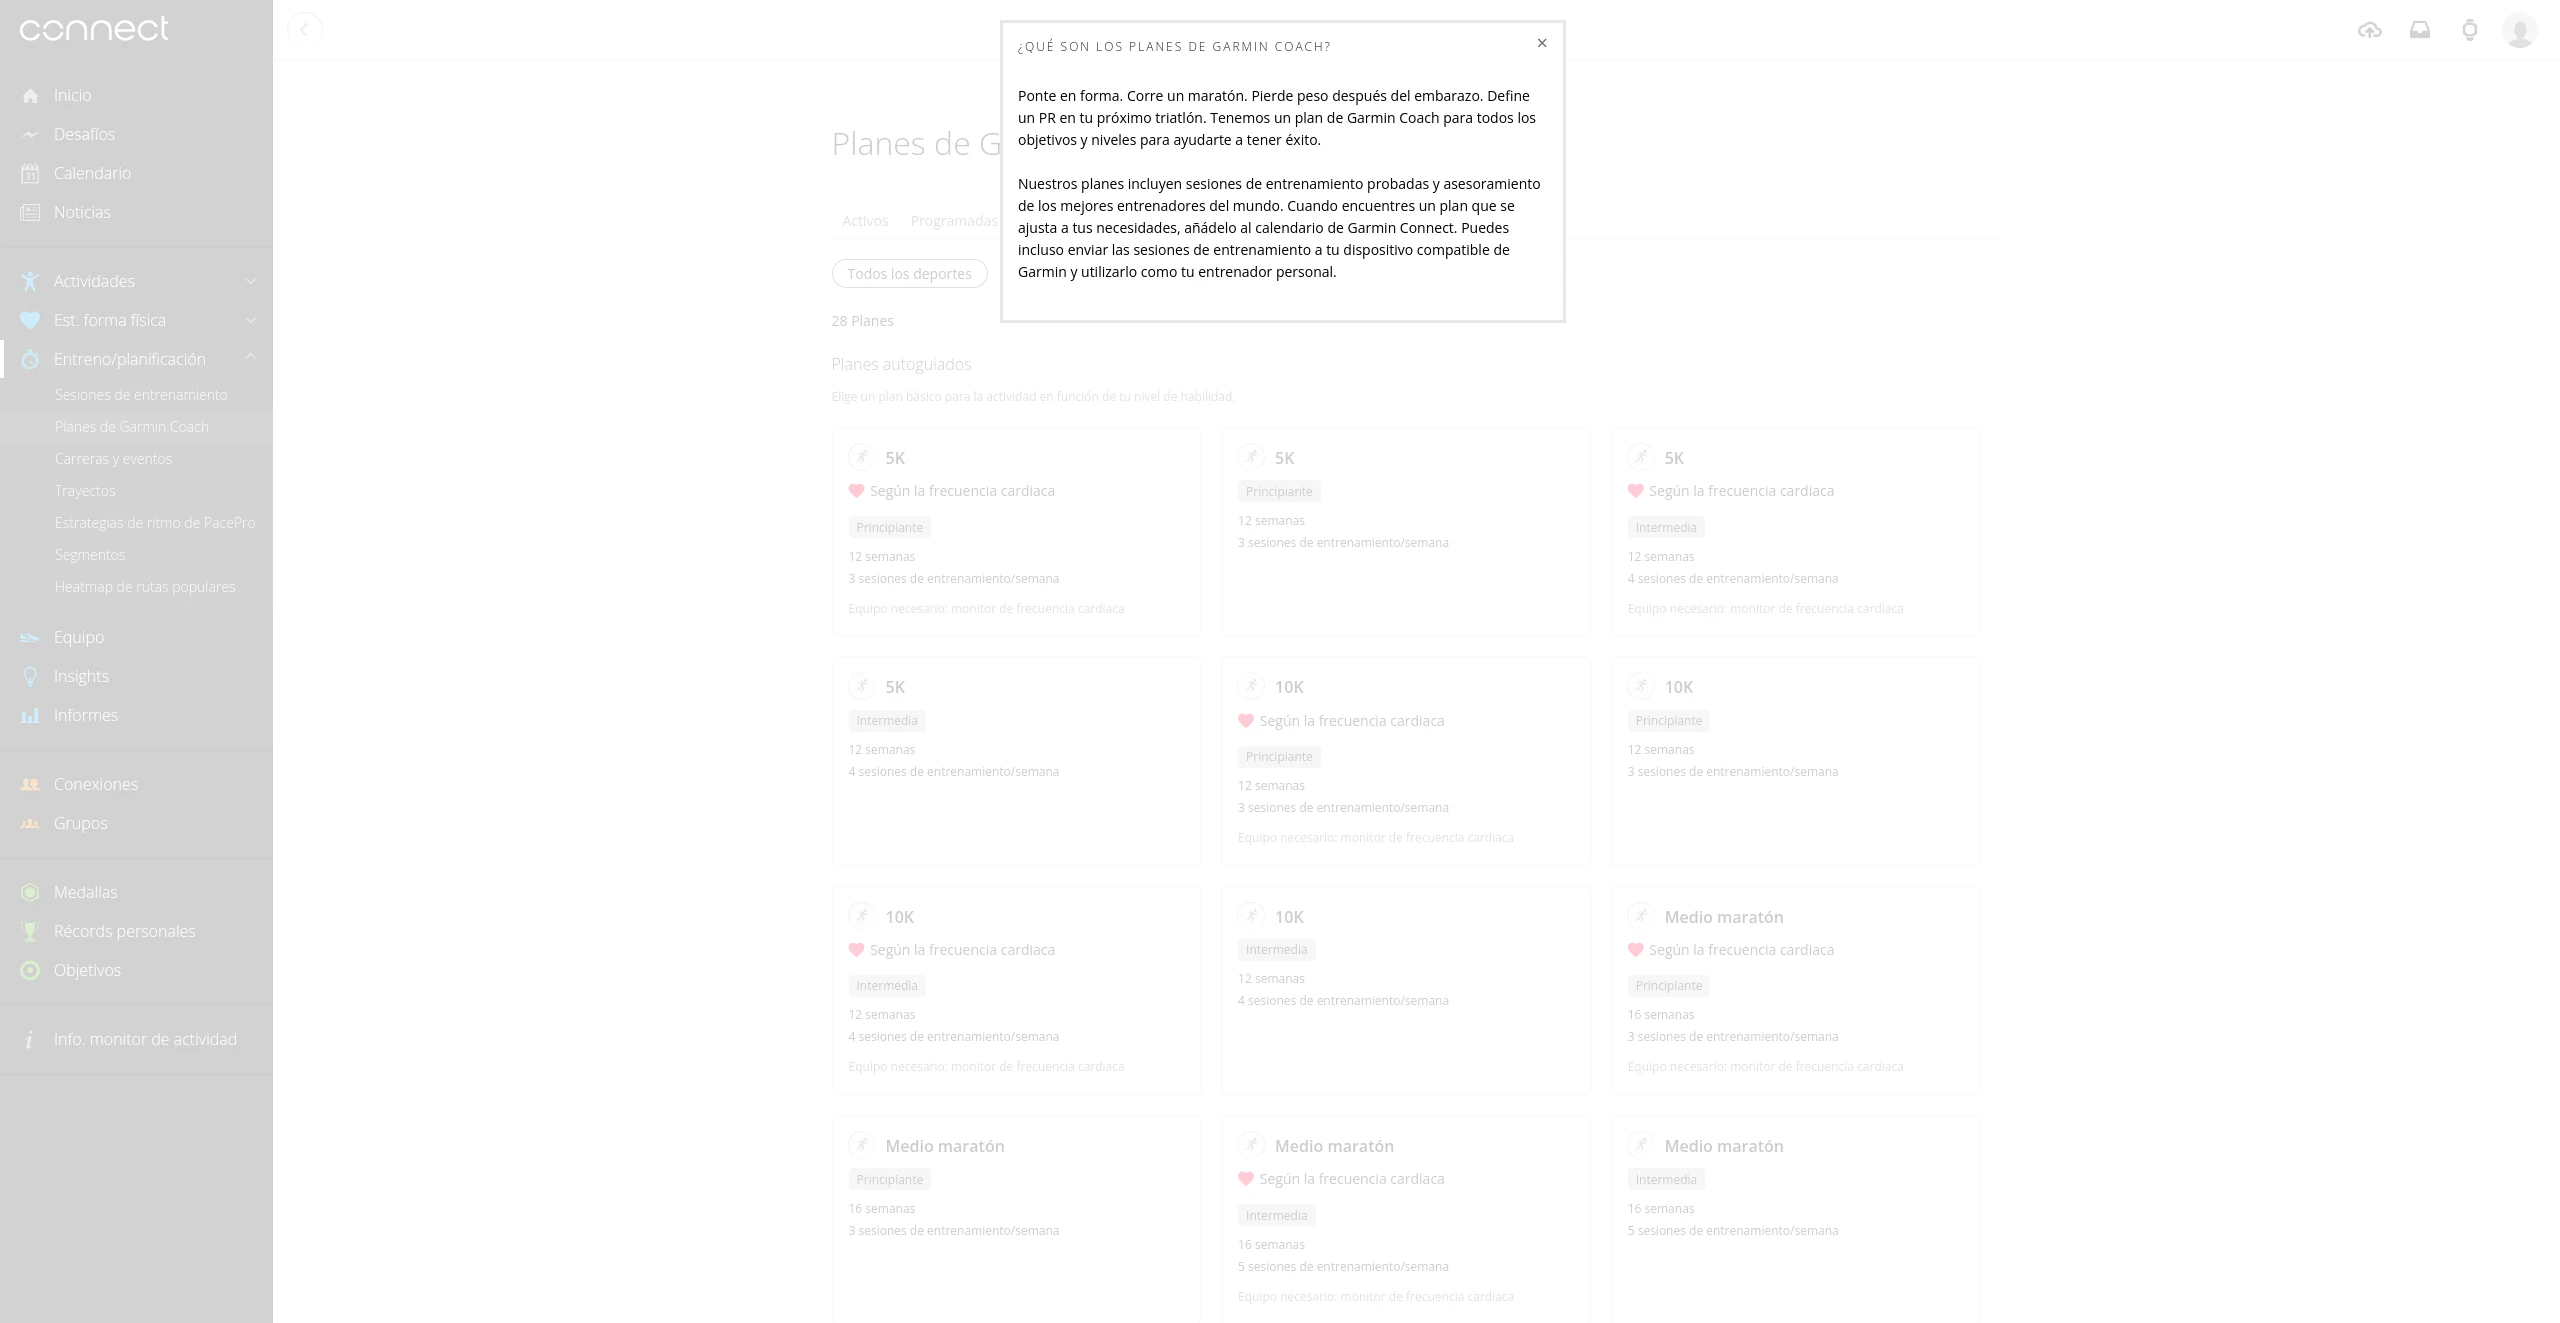 connect
Inicio
Desafíos
Calendario
Noticias
Actividades
Est. forma física
Entreno/planificación
Sesiones de entrenamiento
Planes de Garmin Coach
Carreras y eventos
Trayectos
Estrategias de ritmo de PacePro
Segmentos
Heatmap de rutas populares
Equipo
Insights
Informes
Conexiones
Grupos
Medallas
Récords personales
Objetivos
Info. monitor de actividad
¿QUÉ SON LOS PLANES DE GARMIN COACH?
Ponte en forma. Corre un maratón. Pierde peso después del embarazo. Define
un PR en tu próximo triatlón. Tenemos un plan de Garmin Coach para todos los
objetivos y niveles para ayudarte a tener éxito.
Nuestros planes incluyen sesiones de entrenamiento probadas y asesoramiento
de los mejores entrenadores del mundo. Cuando encuentres un plan que se
ajusta a tus necesidades, añádelo al calendario de Garmin Connect. Puedes
incluso enviar las sesiones de entrenamiento a tu dispositivo compatible de
Garmin y utilizarlo como tu entrenador personal.
Planes de G
Activos Programadas
Todos los deportes
28 Planes
Planes autoguiados
Elige un plan básico para la actividad en función de tu nivel de habilidad.
5K
Según la frecuencia cardiaca
Principiante
12 semanas
3 sesiones de entrenamiento/semana
Equipo necesario: monitor de frecuencia cardiaca
5K
Principiante
12 semanas
3 sesiones de entrenamiento/semana
5K
Según la frecuencia cardiaca
Intermedia
12 semanas
4 sesiones de entrenamiento/semana
Equipo necesario: monitor de frecuencia cardiaca
5K
Intermedia
12 semanas
4 sesiones de entrenamiento/semana
10K
Según la frecuencia cardiaca
Principiante
12 semanas
3 sesiones de entrenamiento/semana
Equipo necesario: monitor de frecuencia cardiaca
10K
Principiante
12 semanas
3 sesiones de entrenamiento/semana
10K
Según la frecuencia cardiaca
Intermedia
12 semanas
4 sesiones de entrenamiento/semana
Equipo necesario: monitor de frecuencia cardiaca
10K
Intermedia
12 semanas
4 sesiones de entrenamiento/semana
Medio maratón
Según la frecuencia cardiaca
Principiante
16 semanas
3 sesiones de entrenamiento/semana
Equipo necesario: monitor de frecuencia cardiaca
Medio maratón
Principiante
16 semanas
3 sesiones de entrenamiento/semana
Medio maratón
Según la frecuencia cardiaca
Intermedia
16 semanas
5 sesiones de entrenamiento/semana
Equipo necesario: monitor de frecuencia cardiaca
Medio maratón
Intermedia
16 semanas
5 sesiones de entrenamiento/semana